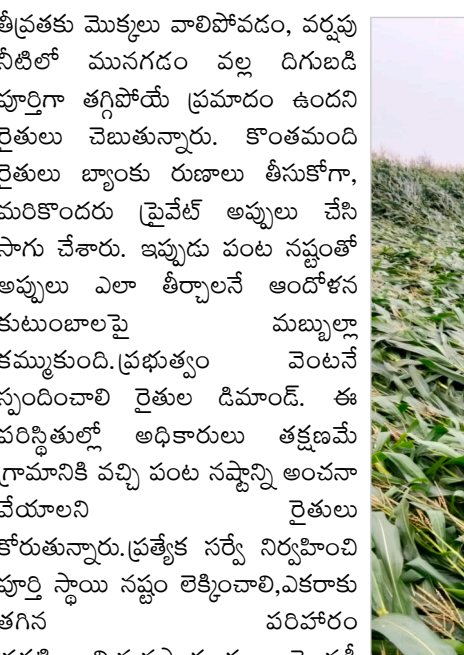 తీవ్రతకు మొక్కలు వాలిపోవడం, వర్షపు
నీటిలో మునగడం వల్ల దిగుబడి
పూర్తిగా తగ్గిపోయే ప్రమాదం ఉందని
రైతులు చెబుతున్నారు. కొంతమంది
రైతులు బ్యాంకు రుణాలు తీసుకోగా,
మరికొందరు ప్రైవేట్ అప్పులు చేసి
సాగు చేశారు. ఇప్పుడు పంట నష్టంతో
అప్పులు ఎలా తీర్చాలనే ఆందోళన
కుటుంబాలపై మబ్బుల్లా
కమ్ముకుంది.ప్రభుత్వం వెంటనే
స్పందించాలి రైతుల డిమాండ్. ఈ
పరిస్థితుల్లో అధికారులు తక్షణమే
గ్రామానికి వచ్చి పంట నష్టాన్ని అంచనా
వేయాలని రైతులు
కోరుతున్నారు.ప్రత్యేక సర్వే నిర్వహించి
పూర్తి స్థాయి నష్టం లెక్కించాలి,ఎకరాకు
తగిన పరిహారం